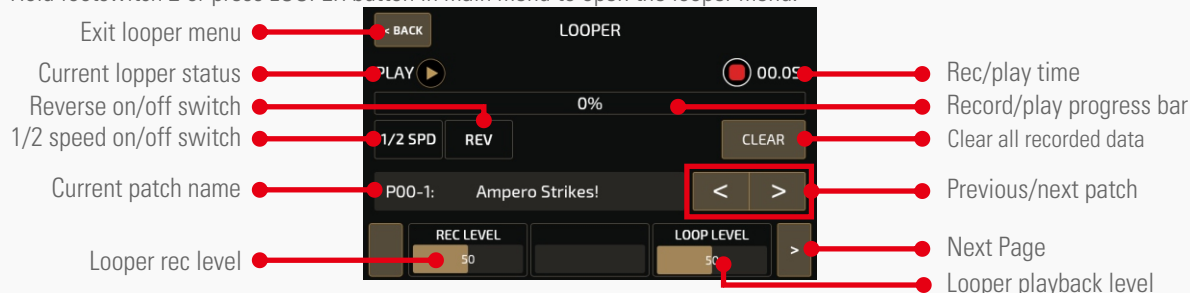 Hold footswitch 2 or press LOOPER button in main menu to open the looper menu.
Exit looper menu
< BACK
LOOPER
Current lopper status
PLAY
00.0S
Rec/play time
Reverse on/off switch
0%
Record/play progress bar
1/2 speed on/off switch
1/2 SPD
REV
CLEAR
Clear all recorded data
Current patch name
P00-1: Ampero Strikes!
< >
Previous/next patch
REC LEVEL
LOOP LEVEL
Next Page
Looper rec level
50
50
>
Looper playback level